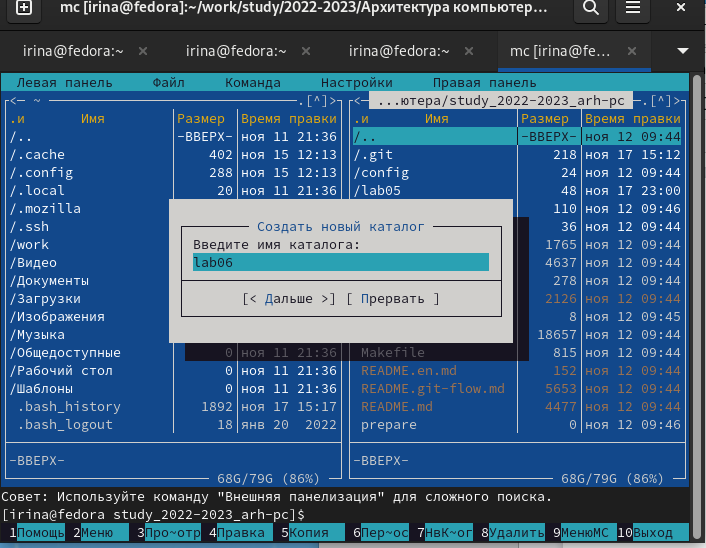 mc [irina@fedora]:~/work/study/2022-2023/Архитектура компьютер...
irina@fedora:~ × irina@fedora:~ × irina@fedora:~ × mc [irina@fe... ×
Левая панель Файл Команда Настройки Правая панель
<— ~ .[^]> <— ...ютера/study_2022-2023_arh-pc .[^]>
.и Имя Размер Время правки .и Имя Размер Время правки
/.. -ВВЕРХ- ноя 11 21:36 /.. -ВВЕРХ- ноя 12 09:44
/.cache 402 ноя 15 12:13 /.git 218 ноя 17 15:12
/.config 288 ноя 15 12:13 /config 24 ноя 12 09:44
/.local 20 ноя 11 21:36 /lab05 48 ноя 17 23:00
/.mozilla 110 ноя 12 09:46
/.ssh Создать новый каталог 36 ноя 12 09:44
/work Введите имя каталога: 1765 ноя 12 09:44
/Видео lab06 4637 ноя 12 09:44
/Документы 278 ноя 12 09:44
/Загрузки [< Дальше >] [ Прервать ] 2126 ноя 12 09:44
/Изображения 8 ноя 12 09:45
/Музыка 18657 ноя 12 09:44
/Общедоступные 0 ноя 11 21:36 Makefile 815 ноя 12 09:44
/Рабочий стол 0 ноя 11 21:36 README.en.md 152 ноя 12 09:44
/Шаблоны 0 ноя 11 21:36 README.git-flow.md 5653 ноя 12 09:44
.bash_history 1892 ноя 17 15:17 README.md 4477 ноя 12 09:44
.bash_logout 18 янв 20 2022 prepare 0 ноя 12 09:46
-ВВЕРХ- -ВВЕРХ-
68G/79G (86%) 68G/79G (86%)
Совет: Используйте команду "Внешняя панелизация" для сложного поиска.
[irina@fedora study_2022-2023_arh-pc]$
1Помощь 2Меню 3Про~отр 4Правка 5Копия 6Пер~ос 7НвК~ог 8Удалить 9МенюMC 10Выход